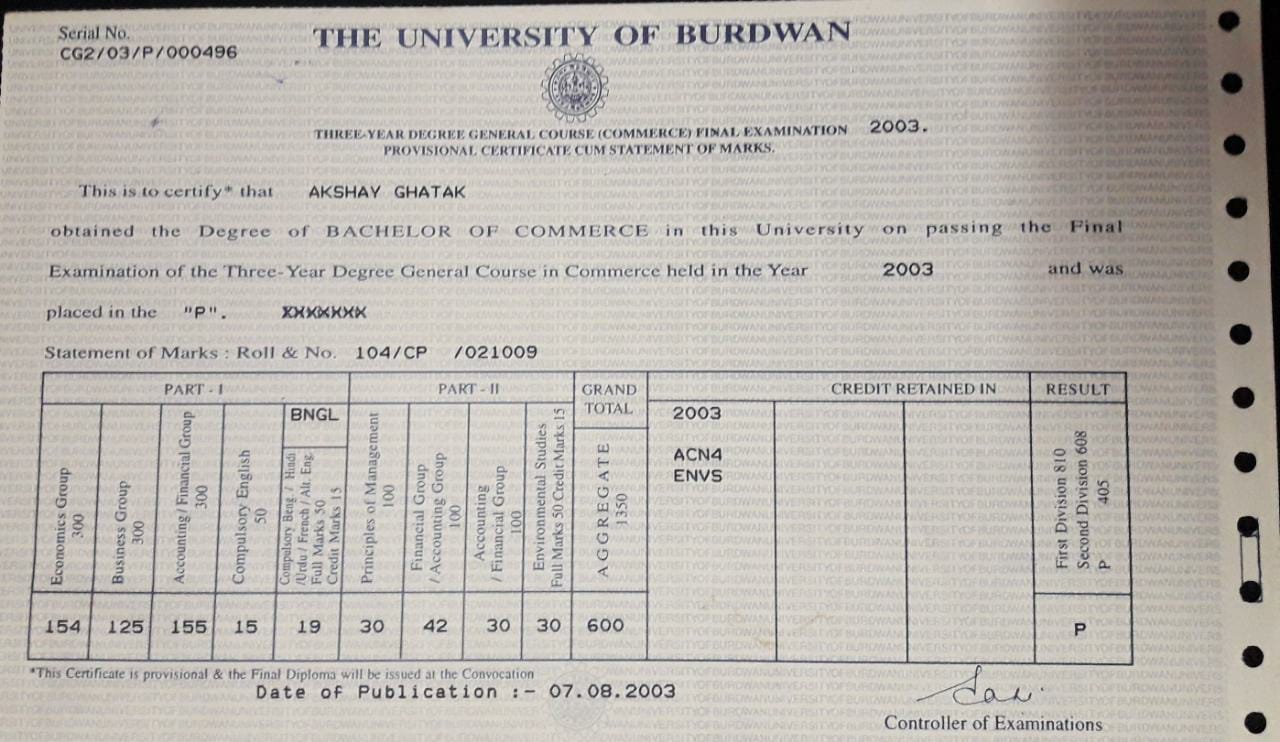 Serial No.
CG2/03/P/000496
THE UNIVERSITY OF BURDWAN
THREE-YEAR DEGREE GENERAL COURSE (COMMERCE) FINAL EXAMINATION 2003.
PROVISIONAL CERTIFICATE CUM STATEMENT OF MARKS.
This is to certify* that AKSHAY GHATAK
obtained the Degree of BACHELOR OF COMMERCE in this University on passing the Final
Examination of the Three-Year Degree General Course in Commerce held in the Year 2003 and was
placed in the "P". XXXXXXX
Statement of Marks : Roll & No. 104/CP /021009
PART - I PART - II GRAND TOTAL CREDIT RETAINED IN RESULT
Economics Group
300
Business Group
300
Accounting / Financial Group
300
Compulsory English
50
BNGL
Compulsory Beng / Hindi
/Urdu / French / Alt. Eng.
Full Marks 50
Credit Marks 15
Principles of Management
100
Financial Group
/ Accounting Group
100
Accounting
/ Financial Group
100
Environmental Studies
Full Marks 50 Credit Marks 15
AGGREGATE
1350
2003
ACN4
ENVS
First Division 810
Second Division 608
P 405
154 125 155 15 19 30 42 30 30 600 P
*This Certificate is provisional & the Final Diploma will be issued at the Convocation
Date of Publication :- 07.08.2003
Controller of Examinations